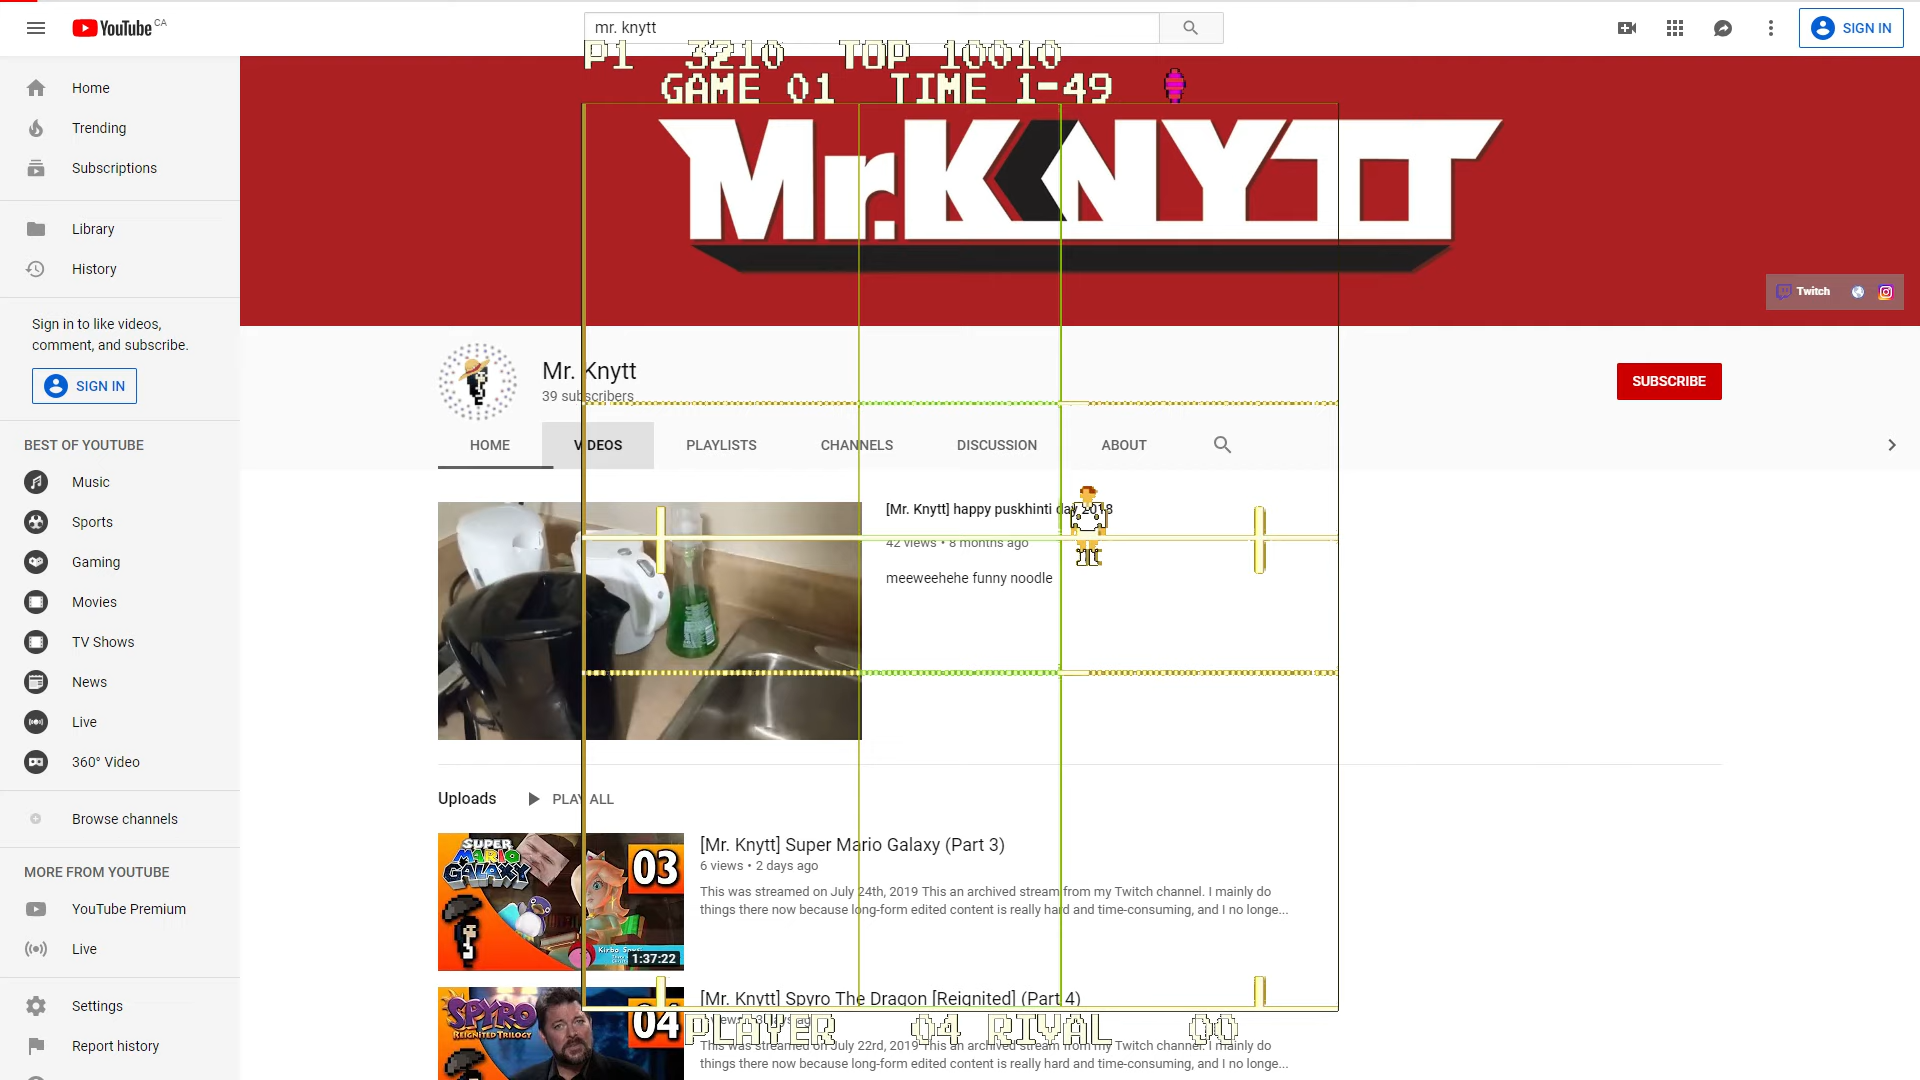 YouTube CA
mr. knytt
SIGN IN
P1 3210 TOP 10010
GAME 01 TIME 1-49
Home
Trending
Subscriptions
Library
History
Sign in to like videos,
comment, and subscribe.
SIGN IN
BEST OF YOUTUBE
Music
Sports
Gaming
Movies
TV Shows
News
Live
360° Video
Browse channels
MORE FROM YOUTUBE
YouTube Premium
Live
Settings
Report history
Mr.KNYTT
Twitch
Mr. Knytt
39 subscribers
SUBSCRIBE
HOME VIDEOS PLAYLISTS CHANNELS DISCUSSION ABOUT
[Mr. Knytt] happy puskhinti day 2018
42 views • 8 months ago
meeweehehe funny noodle
Uploads PLAY ALL
SUPER
MARIO
GALAXY
03
1:37:22
[Mr. Knytt] Super Mario Galaxy (Part 3)
6 views • 2 days ago
This was streamed on July 24th, 2019 This an archived stream from my Twitch channel. I mainly do
things there now because long-form edited content is really hard and time-consuming, and I no longe...
SPYRO
REIGNITED TRILOGY
04
[Mr. Knytt] Spyro The Dragon [Reignited] (Part 4)
PLAYER 04 RIVAL 00
This was streamed on July 22rd, 2019 This an archived stream from my Twitch channel. I mainly do
things there now because long-form edited content is really hard and time-consuming, and I no longe...